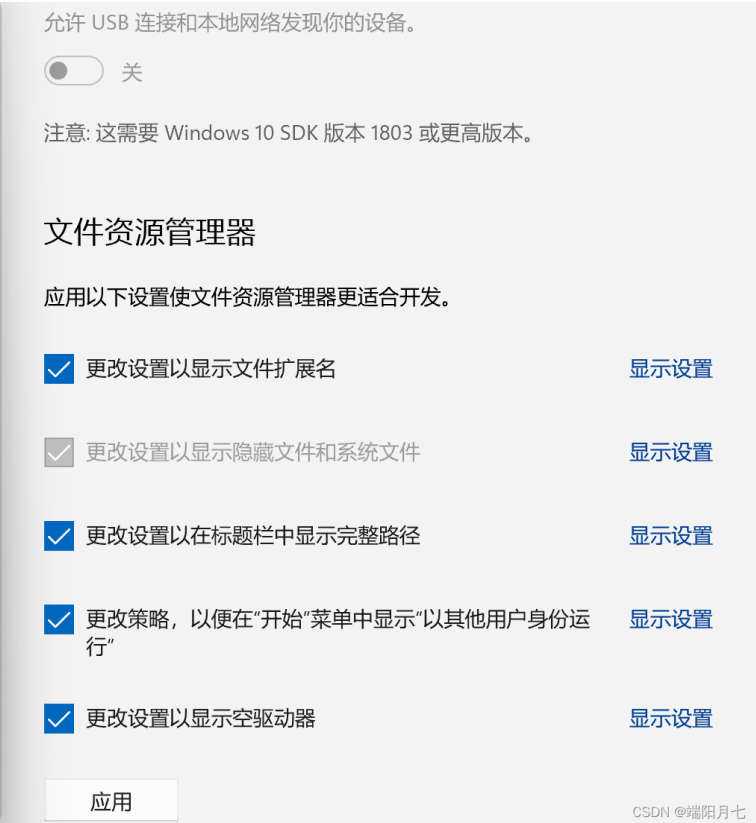 允许 USB 连接和本地网络发现你的设备。
关
注意: 这需要 Windows 10 SDK 版本 1803 或更高版本。
文件资源管理器
应用以下设置使文件资源管理器更适合开发。
更改设置以显示文件扩展名 显示设置
更改设置以显示隐藏文件和系统文件 显示设置
更改设置以在标题栏中显示完整路径 显示设置
更改策略，以便在“开始”菜单中显示“以其他用户身份运 显示设置
行”
更改设置以显示空驱动器 显示设置
应用
CSDN @端阳月七